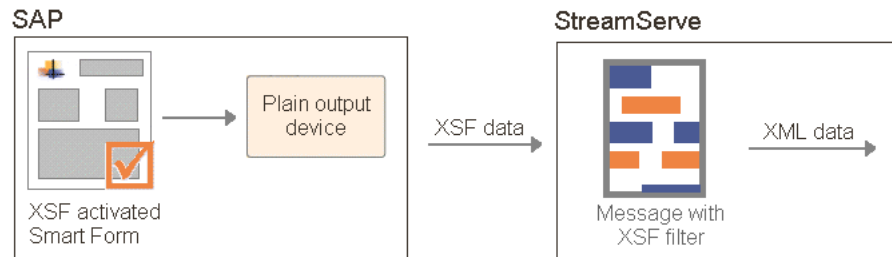 SAP
StreamServe
Plain output
device
XSF data
XML data
XSF activated
Smart Form
Message with
XSF filter